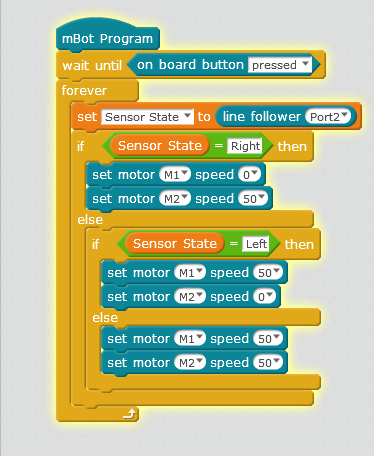 mBot Program
wait until on board button pressed
forever
set Sensor State to line follower Port2
if Sensor State = Right then
set motor M1 speed 0
set motor M2 speed 50
else
if Sensor State = Left then
set motor M1 speed 50
set motor M2 speed 0
else
set motor M1 speed 50
set motor M2 speed 50